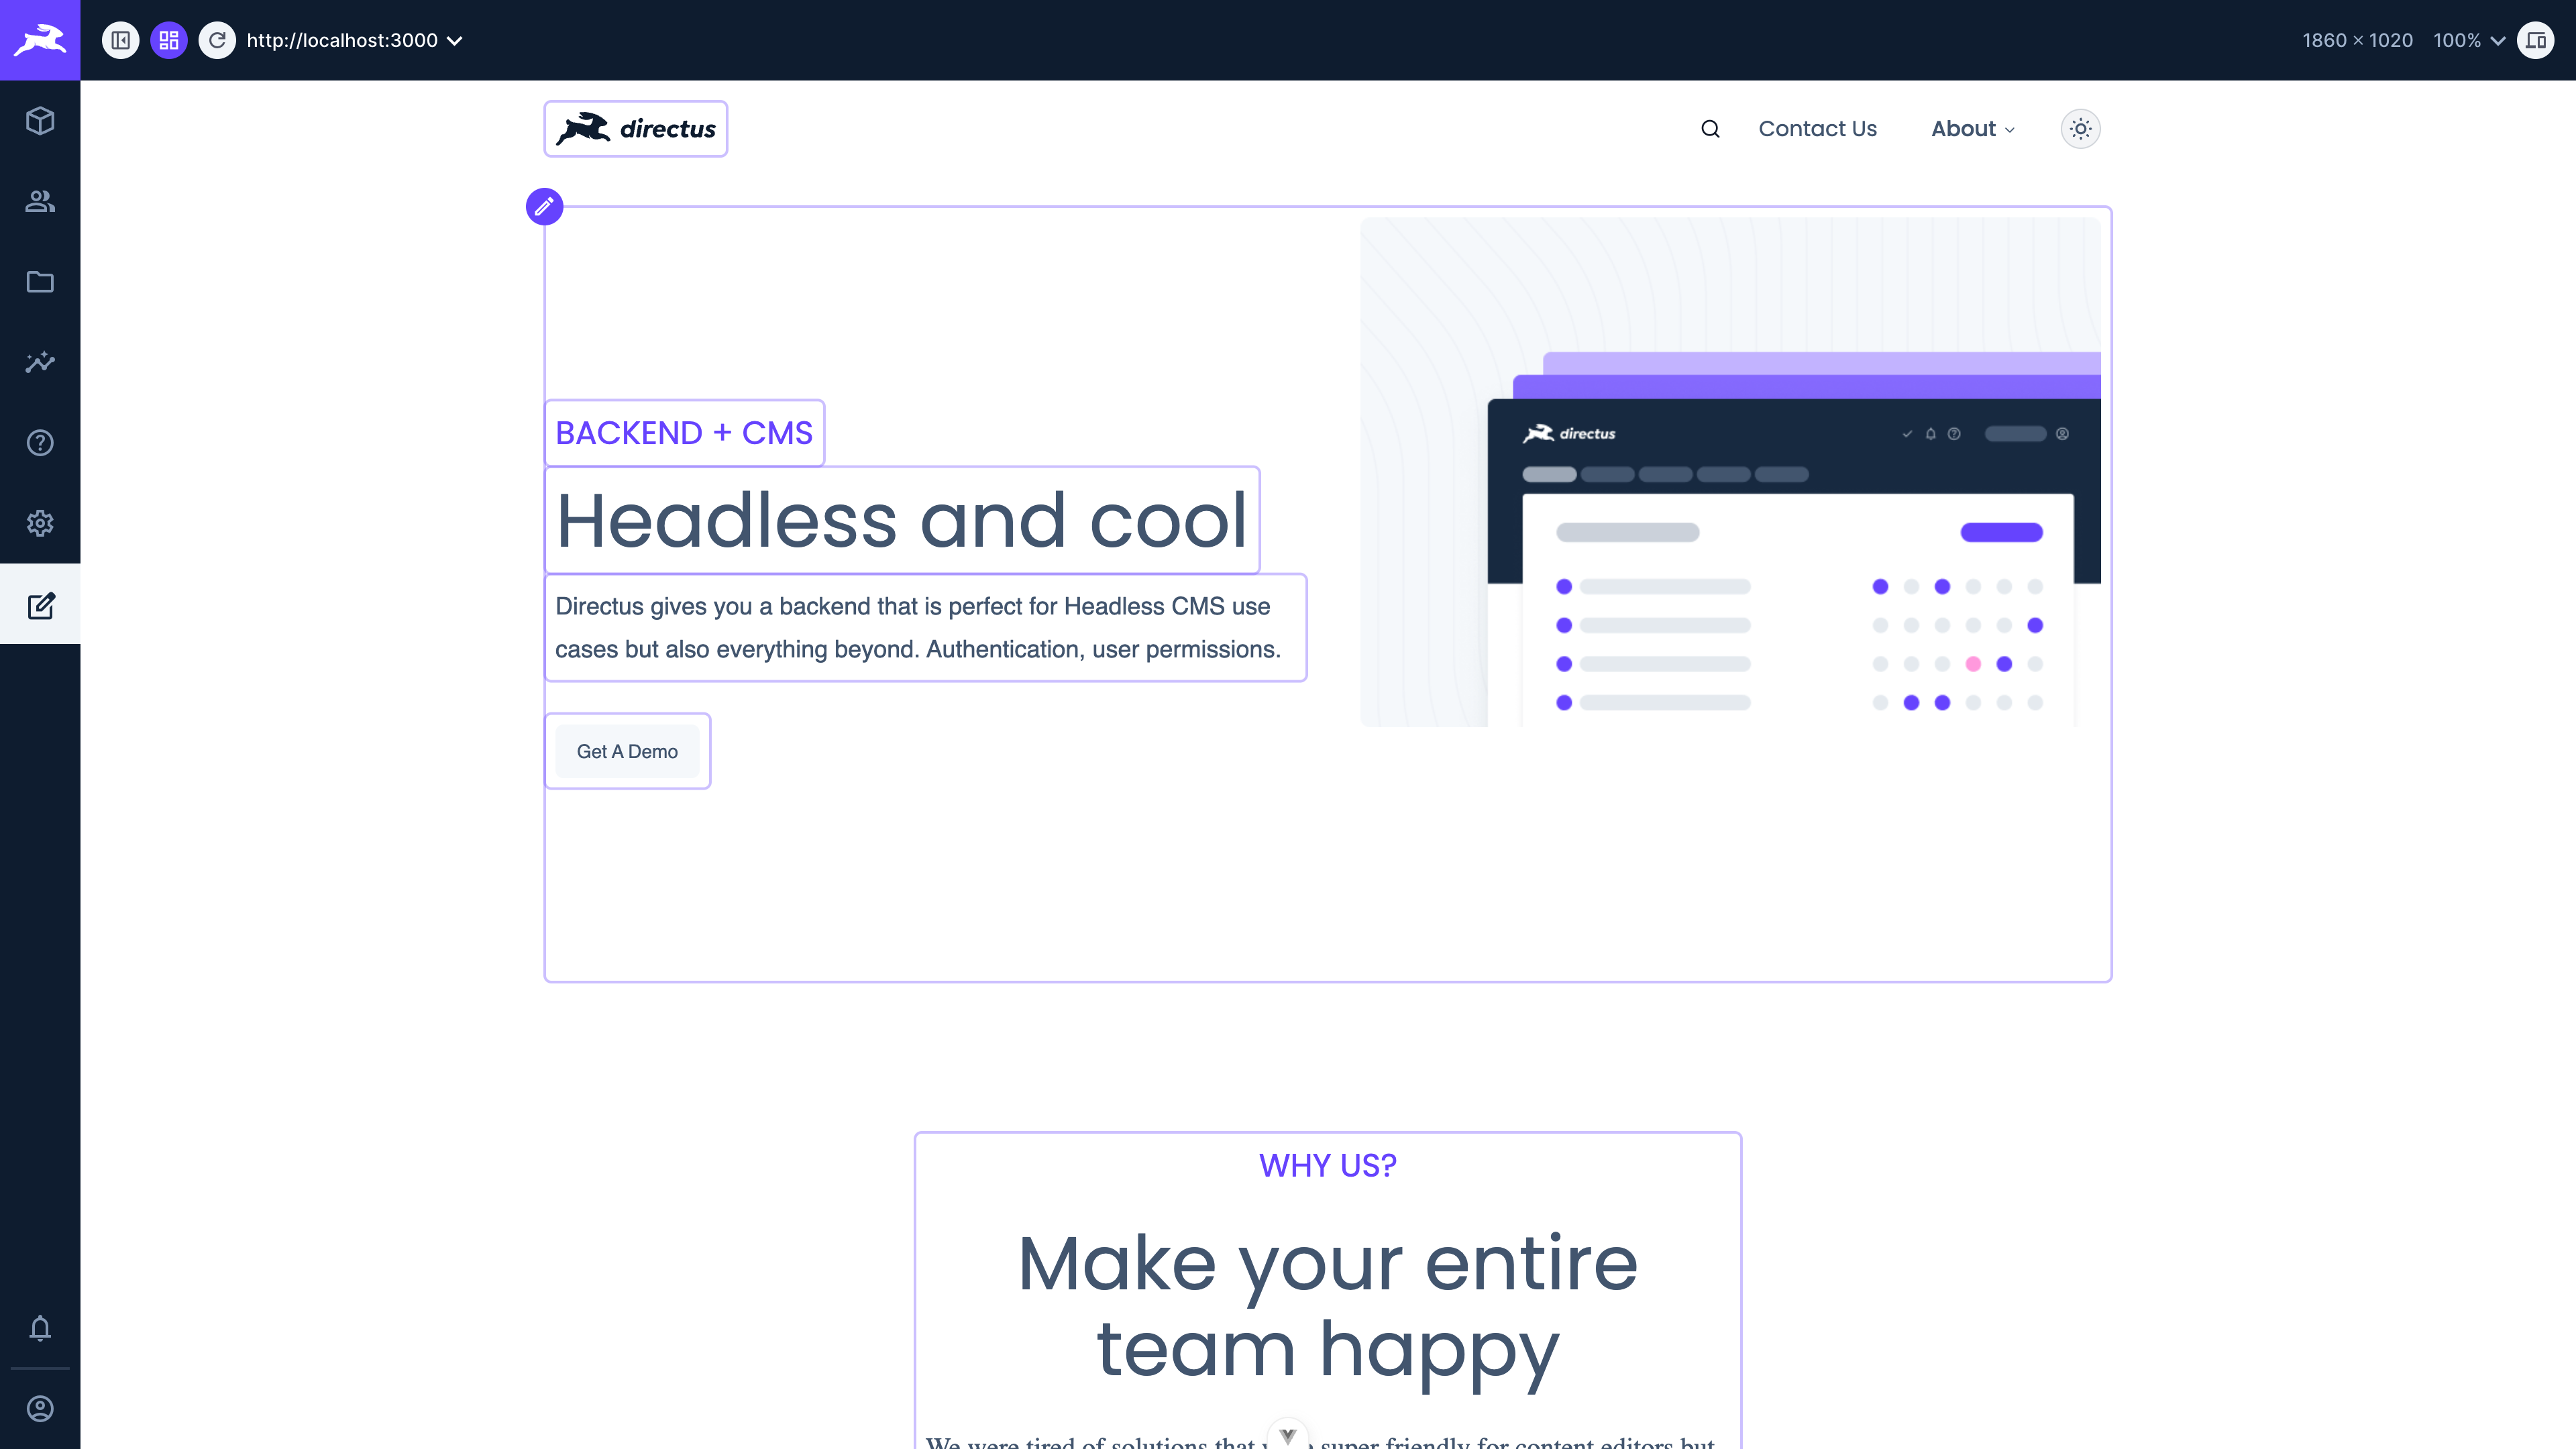 http://localhost:3000
1860 × 1020 100%
directus
Contact Us
About
BACKEND + CMS
Headless and cool
Directus gives you a backend that is perfect for Headless CMS use
cases but also everything beyond. Authentication, user permissions.
Get A Demo
directus
WHY US?
Make your entire
team happy
We were tired of solutions that super friendly for content editors but